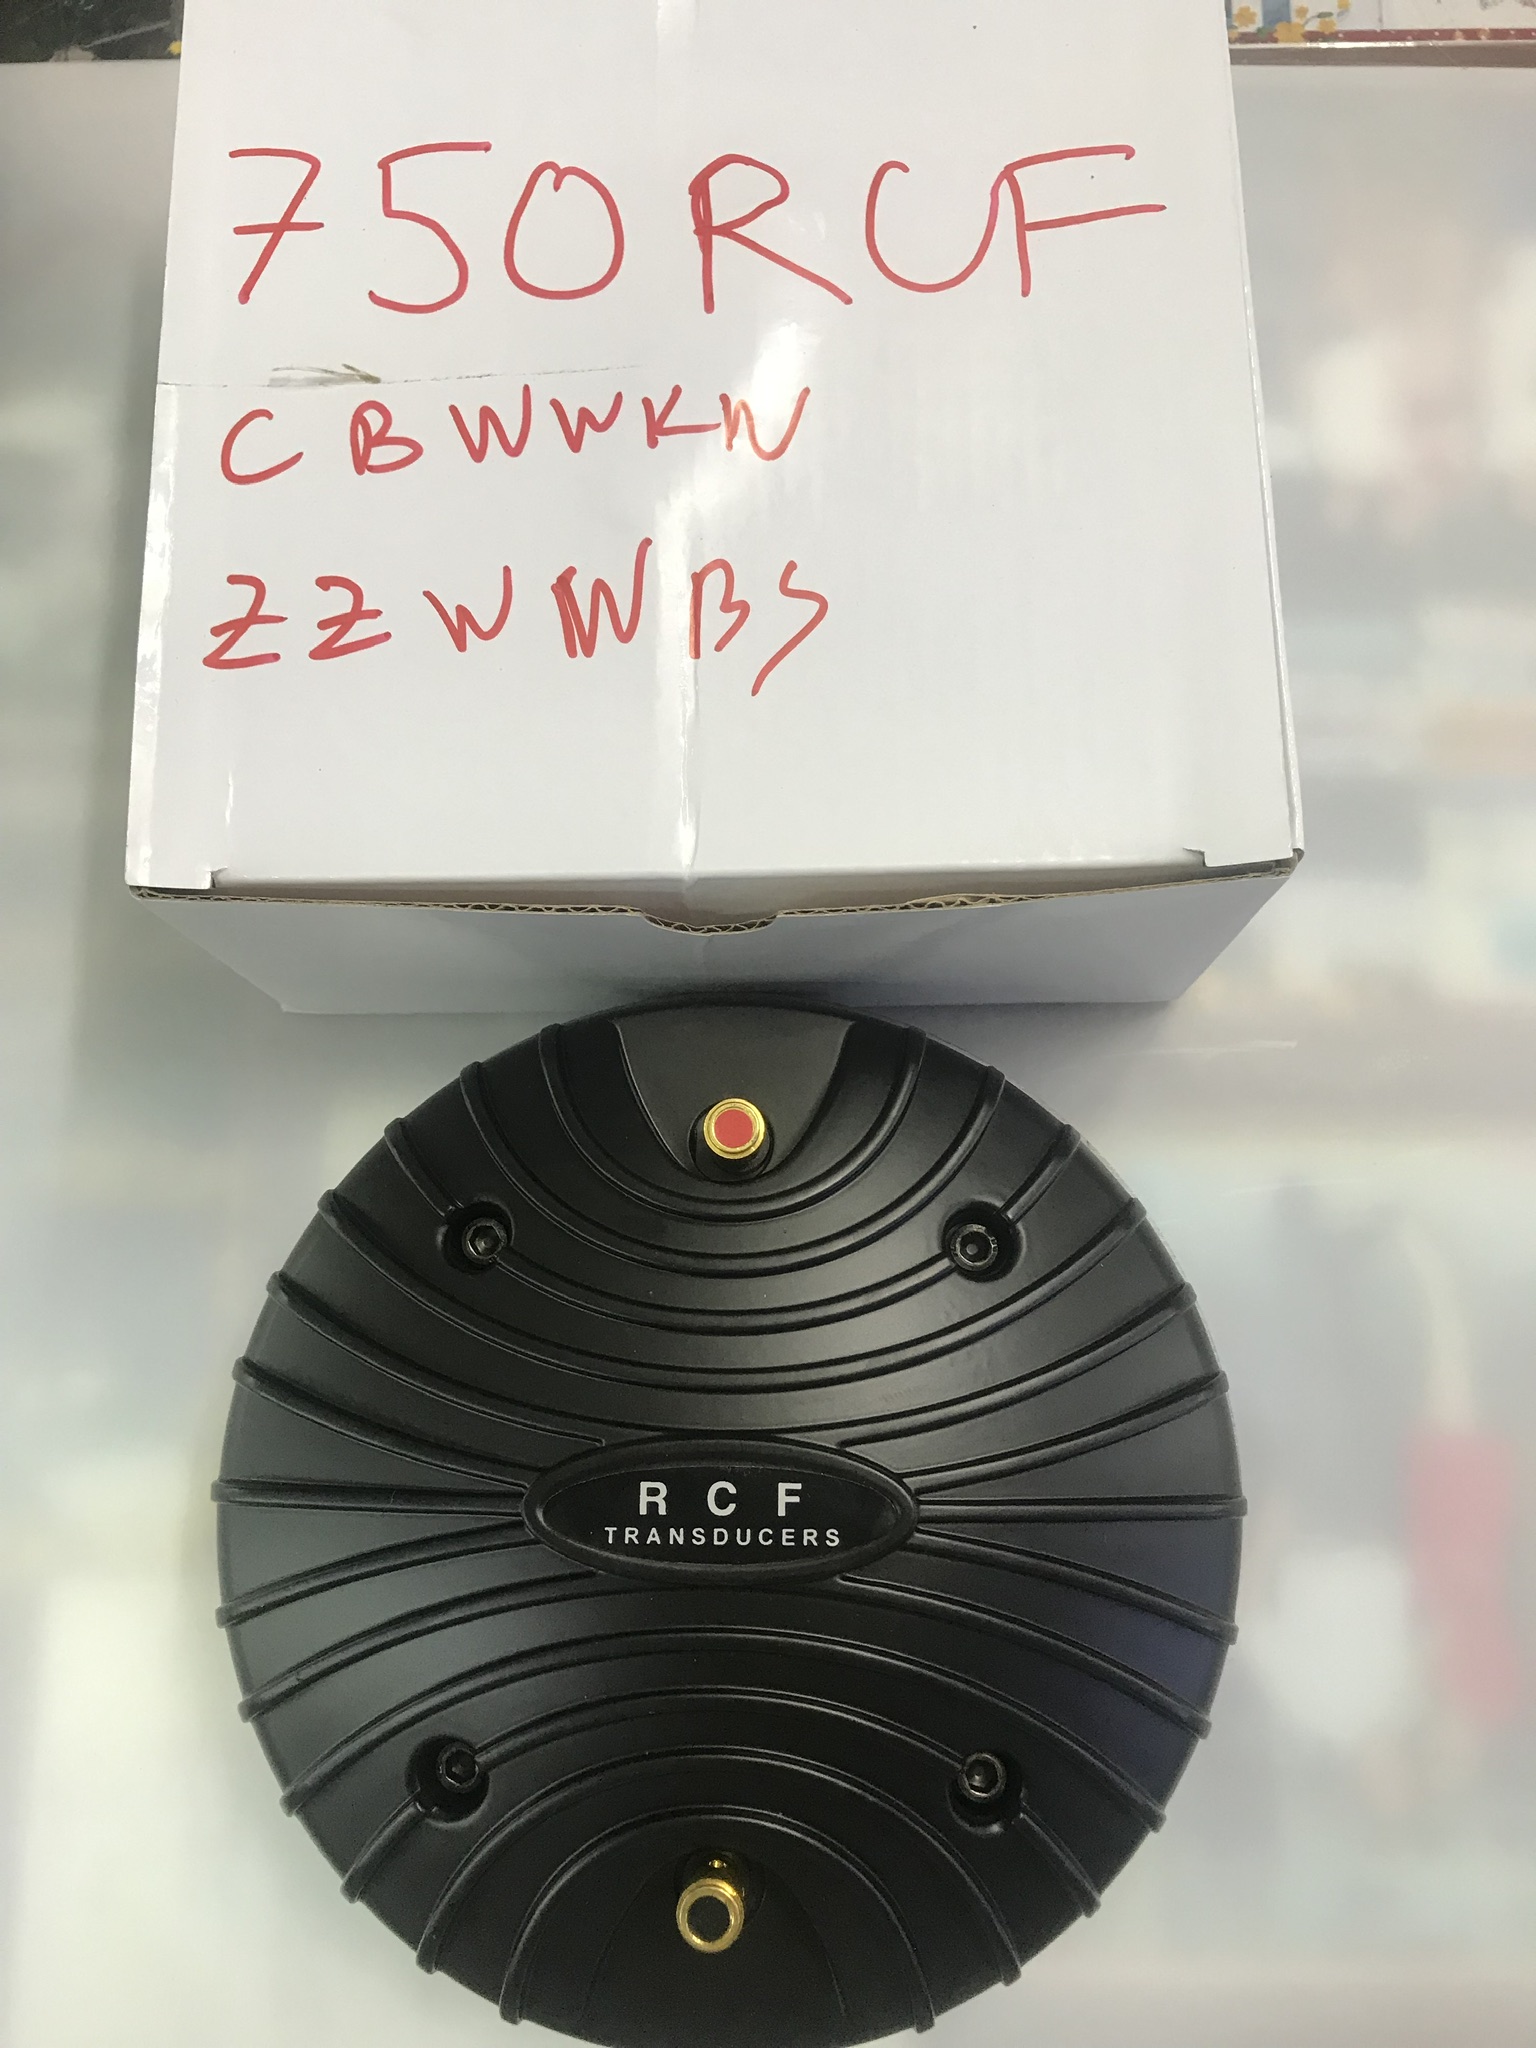 750RCF
CBWWKW
ZZWWBS
RCF
TRANSDUCERS